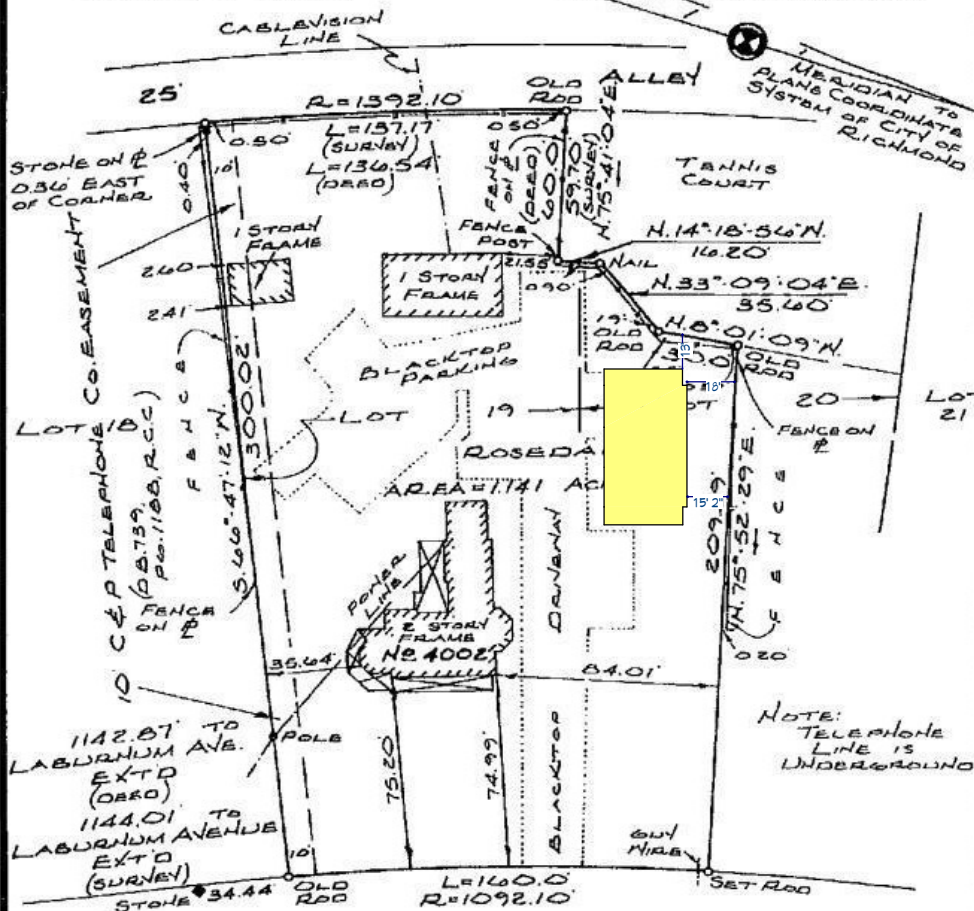 CABLEVISION
LINE
ALLEY
25'
R=1392.10'
OLD
ROD
MERIDIAN TO
PLANE COORDINATE
SYSTEM OF CITY OF
RICHMOND
0.50'
L=137.17'
(SURVEY)
L=136.54'
(DEED)
0.50'
STONE ON ⅊
0.36' EAST
OF CORNER
0.40'
10'
FENCE
ON ⅊
(DEED)
60.0'
59.70'
(SURVEY)
N.75°-41'-04"E.
TENNIS
COURT
1 STORY
FRAME
FENCE
POST
N.14°-18'-56"W.
16.20'
2.60'
2.41'
1 STORY
FRAME
21.55'
0.90'
NAIL
N.33°-09'-04"E.
35.60'
19'
OLD
ROD
N.8°-01'-09"W.
30.0'
OLD
ROD
13'
18'
10' C & P TELEPHONE CO. EASEMENT
(DB.739,
PG.1188, R.C.C)
FENCE
S.66°-47'-12"W.
300.02'
BLACKTOP
PARKING
LOT 18
LOT
19
20
LOT
21
FENCE ON
⅊
AREA=1.141
15' 2"
209.9'
N.75°-52'-29"E.
FENCE
POWER
LINE
DRIVEWAY
FENCE
ON ⅊
2 STORY
FRAME
No 4002
35.64'
84.01'
0.20'
NOTE:
TELEPHONE
LINE IS
UNDERGROUND
1142.87' TO
LABURNUM AVE.
EXT'D
(DEED)
POLE
75.20'
74.99'
BLACKTOP
1144.01' TO
LABURNUM AVENUE
EXT'D
(SURVEY)
10'
GUY
WIRE
STONE
34.44'
OLD
ROD
L=160.0'
R=1092.10'
SET ROD